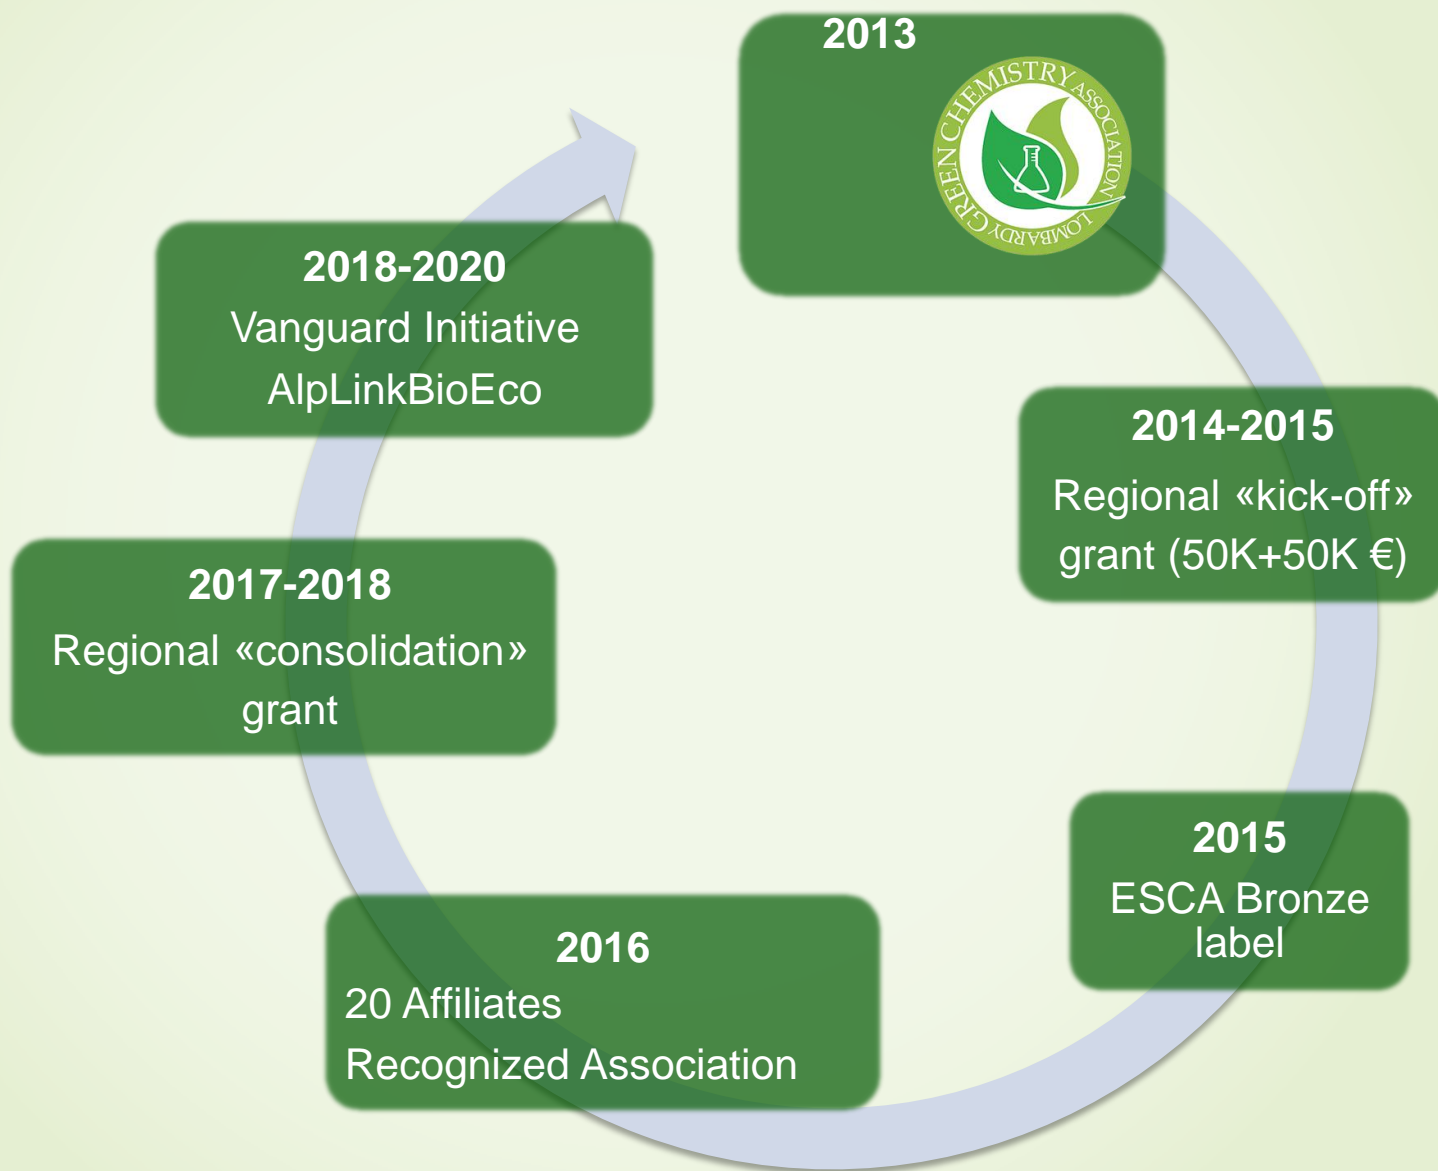 2013
LOMBARDY GREEN CHEMISTRY ASSOCIATION
2014-2015
Regional «kick-off»
grant (50K+50K €)
2015
ESCA Bronze
label
2016
20 Affiliates
Recognized Association
2017-2018
Regional «consolidation»
grant
2018-2020
Vanguard Initiative
AlpLinkBioEco